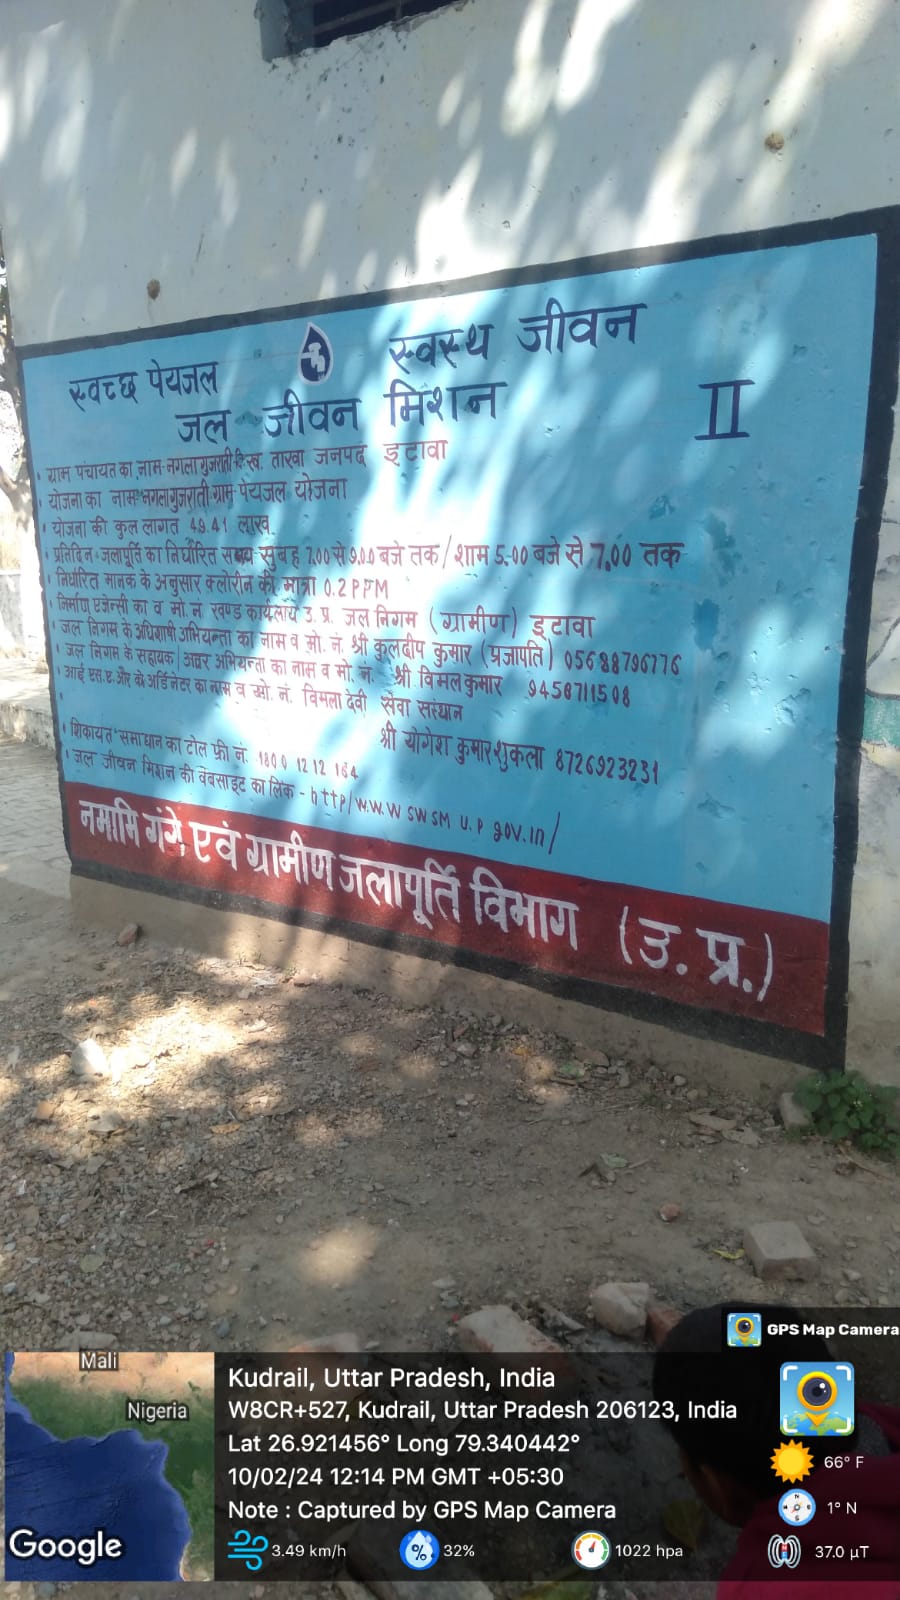 स्वच्छ पेयजल स्वस्थ जीवन
जल जीवन मिशन II
• ग्राम पंचायत का नाम-नगला गुजराती वि.ख. ताखा जनपद इटावा
• योजना का नाम-नगला गुजराती ग्राम पेयजल योजना
• योजना की कुल लागत 49.41 लाख
• प्रतिदिन जलापूर्ति का निर्धारित समय सुबह 7.00 से 9.00 बजे तक/शाम 5.00 बजे से 7.00 तक
• निर्धारित मानक के अनुसार क्लोरीन की मात्रा 0.2 PPM
• निर्माण एजेन्सी का व मो.नं. खण्ड कार्यालय उ.प्र. जल निगम (ग्रामीण) इटावा
• जल निगम के अधिशाषी अभियन्ता का नाम व मो.नं. श्री कुलदीप कुमार (प्रजापति) 05688796776
• जल निगम के सहायक/अवर अभियन्ता का नाम व मो.नं. श्री विमल कुमार 9458711508
• आई एस.ए. और को आर्डिनेटर का नाम व मो.नं. विमला देवी सेवा संस्थान
श्री योगेश कुमार शुक्ला 8726923231
• शिकायत समाधान का टोल फ्री नं. 1800 12 12 164
• जल जीवन मिशन की वेबसाइट का लिंक - http/w.w.w swsm u.p gov.in/
नमामि गंगे एवं ग्रामीण जलापूर्ति विभाग (उ.प्र.)
GPS Map Camera
Mali
Nigeria
Google
Kudrail, Uttar Pradesh, India
W8CR+527, Kudrail, Uttar Pradesh 206123, India
Lat 26.921456° Long 79.340442°
10/02/24 12:14 PM GMT +05:30
Note : Captured by GPS Map Camera
3.49 km/h 32% 1022 hpa
66° F
1° N
37.0 µT